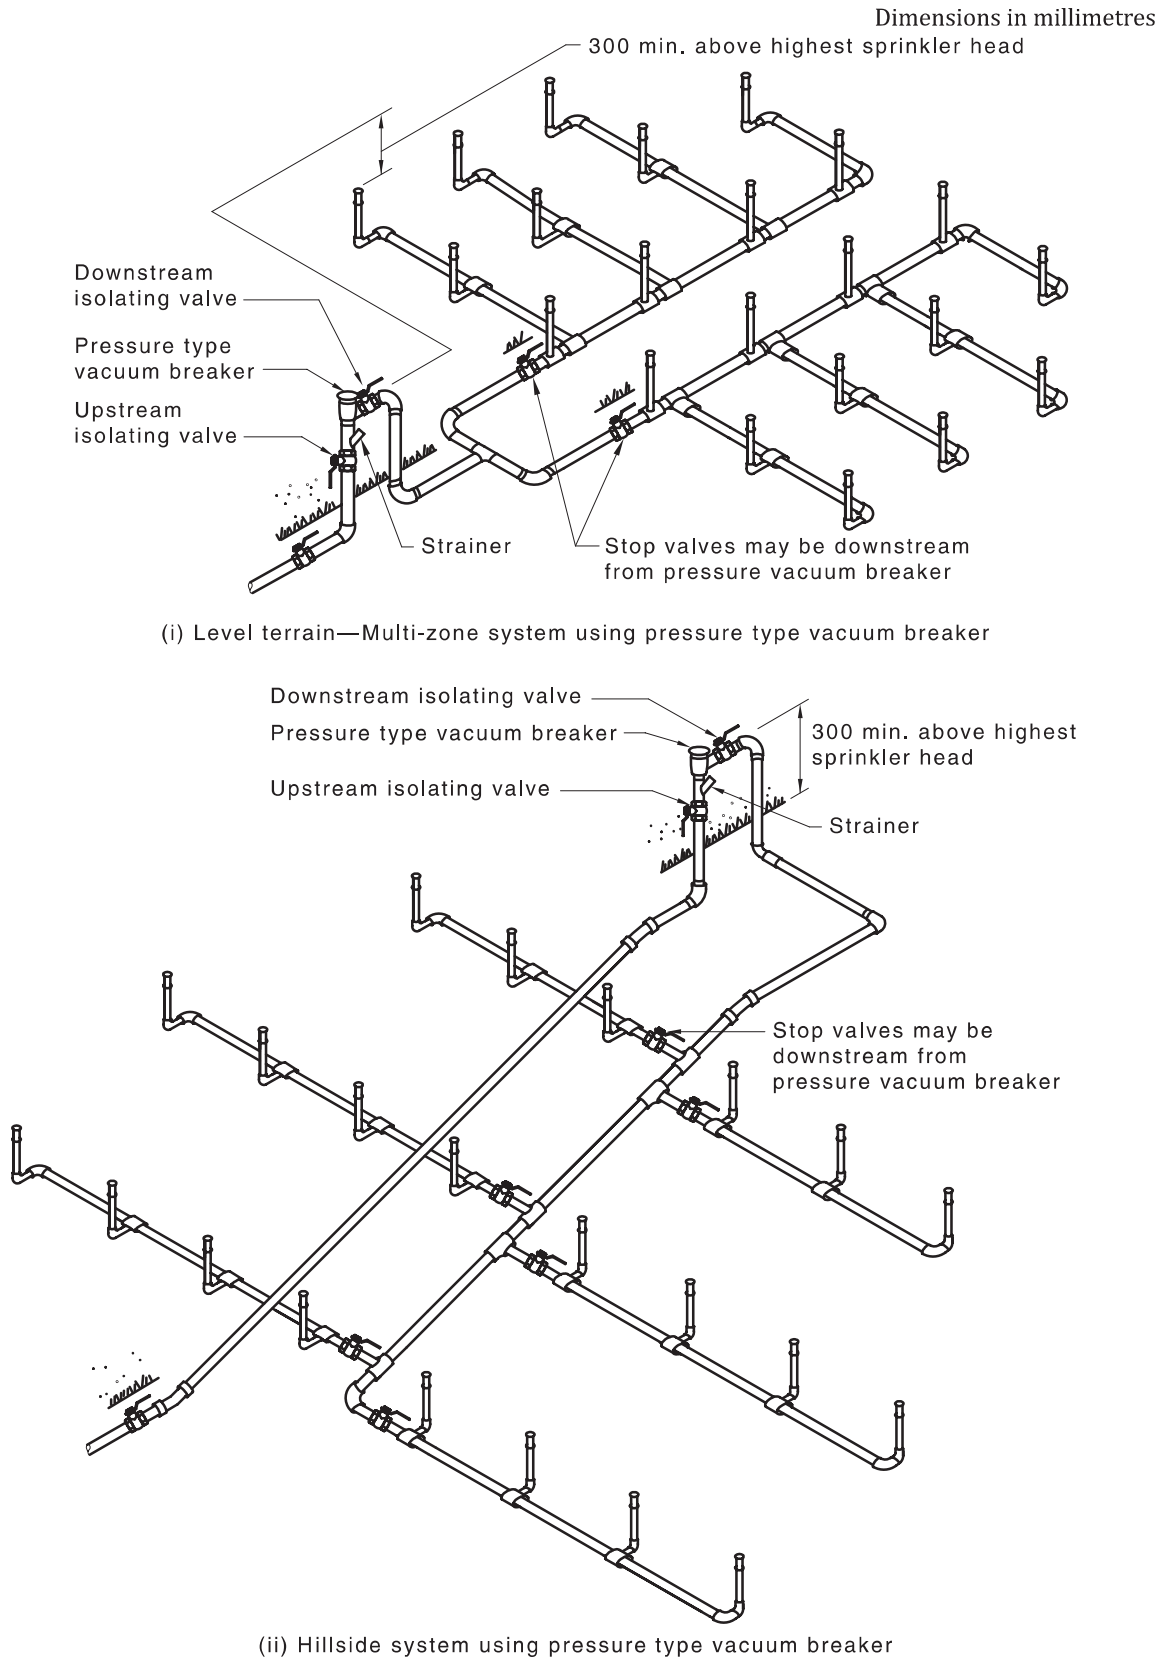 Dimensions in millimetres
300 min. above highest sprinkler head
Downstream
isolating valve
Pressure type
vacuum breaker
Upstream
isolating valve
Strainer
Stop valves may be downstream
from pressure vacuum breaker
(i) Level terrain—Multi-zone system using pressure type vacuum breaker
Downstream isolating valve
Pressure type vacuum breaker
300 min. above highest
sprinkler head
Upstream isolating valve
Strainer
Stop valves may be
downstream from
pressure vacuum breaker
(ii) Hillside system using pressure type vacuum breaker